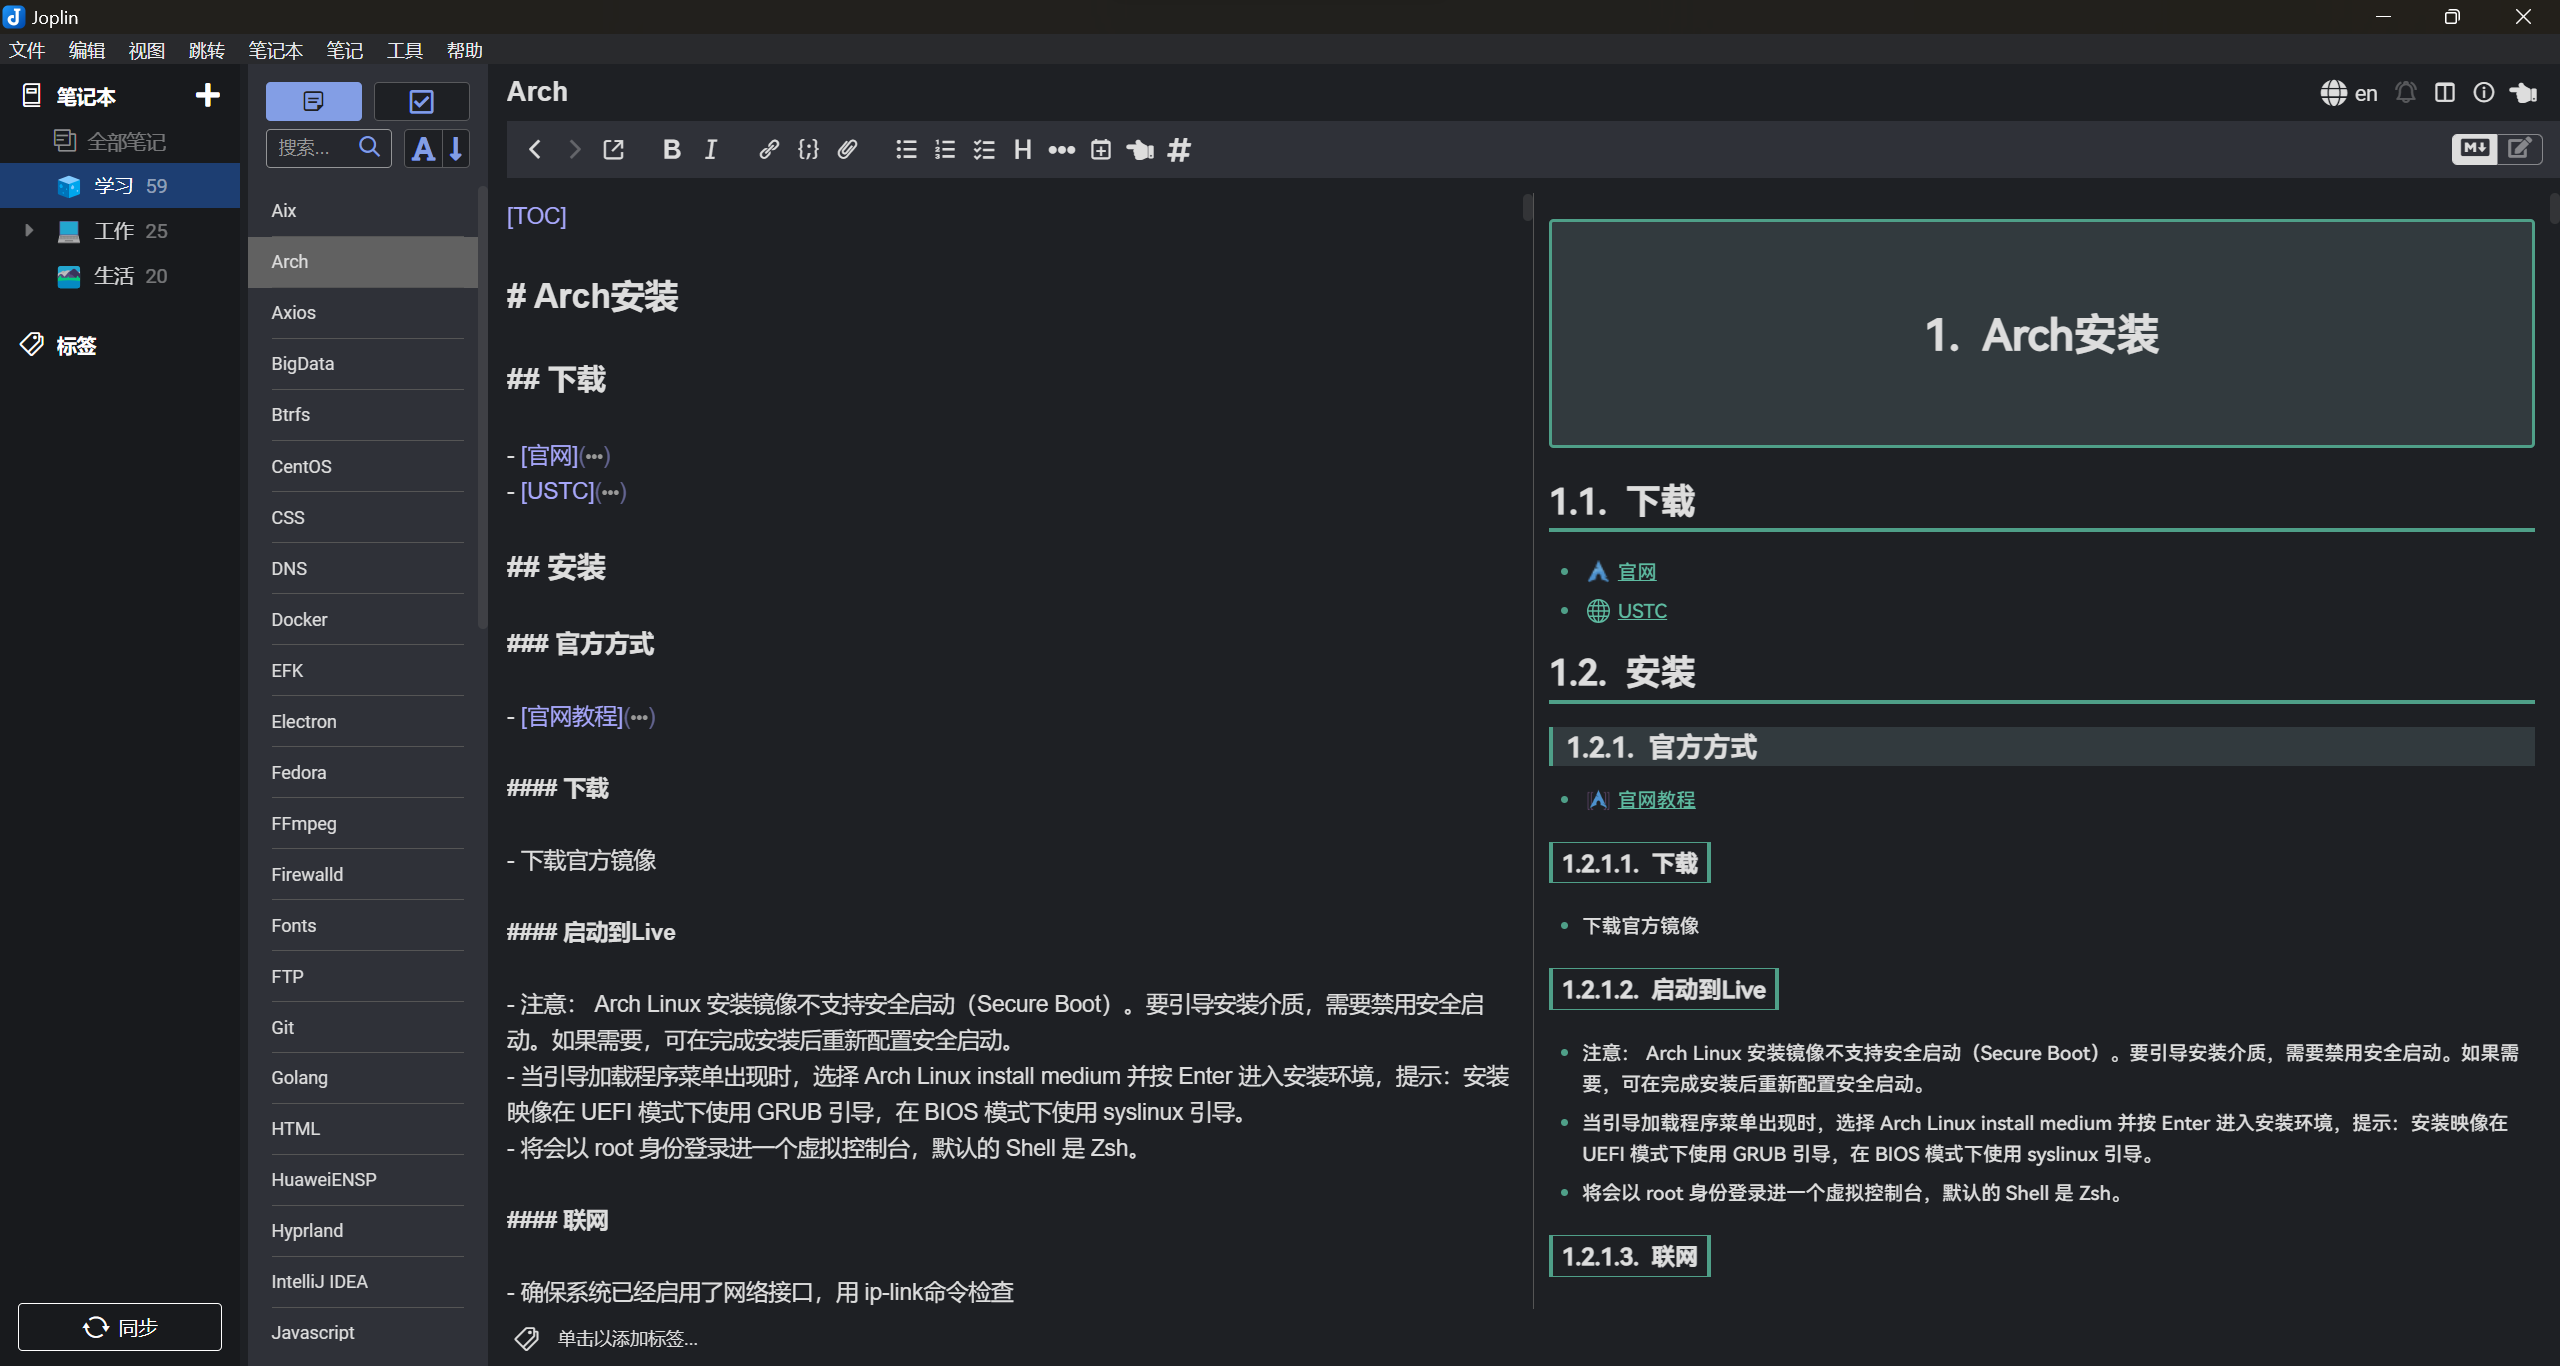 Joplin
文件 编辑 视图 跳转 笔记本 笔记 工具 帮助
笔记本
全部笔记
学习 59
工作 25
生活 20
标签
同步
搜索...
A
Aix
Arch
Axios
BigData
Btrfs
CentOS
CSS
DNS
Docker
EFK
Electron
Fedora
FFmpeg
Firewalld
Fonts
FTP
Git
Golang
HTML
HuaweiENSP
Hyprland
IntelliJ IDEA
Javascript
Arch
en
B I {;} H ••• #
M↓
[TOC]
# Arch安装
## 下载
- [官网](•••)
- [USTC](•••)
## 安装
### 官方方式
- [官网教程](•••)
#### 下载
- 下载官方镜像
#### 启动到Live
- 注意： Arch Linux 安装镜像不支持安全启动（Secure Boot）。要引导安装介质，需要禁用安全启
动。如果需要，可在完成安装后重新配置安全启动。
- 当引导加载程序菜单出现时，选择 Arch Linux install medium 并按 Enter 进入安装环境，提示：安装
映像在 UEFI 模式下使用 GRUB 引导，在 BIOS 模式下使用 syslinux 引导。
- 将会以 root 身份登录进一个虚拟控制台，默认的 Shell 是 Zsh。
#### 联网
- 确保系统已经启用了网络接口，用 ip-link命令检查
单击以添加标签...
1. Arch安装
1.1. 下载
• 官网
• USTC
1.2. 安装
1.2.1. 官方方式
• 官网教程
1.2.1.1. 下载
• 下载官方镜像
1.2.1.2. 启动到Live
• 注意： Arch Linux 安装镜像不支持安全启动（Secure Boot）。要引导安装介质，需要禁用安全启动。如果需
要，可在完成安装后重新配置安全启动。
• 当引导加载程序菜单出现时，选择 Arch Linux install medium 并按 Enter 进入安装环境，提示：安装映像在
UEFI 模式下使用 GRUB 引导，在 BIOS 模式下使用 syslinux 引导。
• 将会以 root 身份登录进一个虚拟控制台，默认的 Shell 是 Zsh。
1.2.1.3. 联网